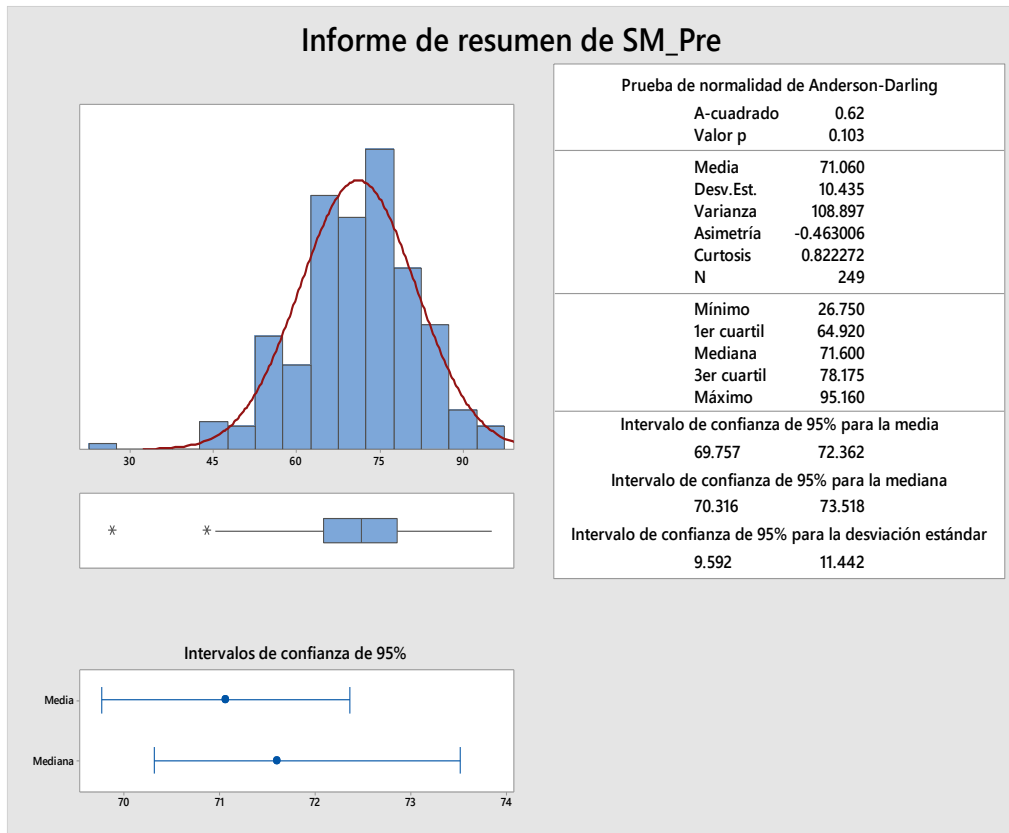 Informe de resumen de SM_Pre
Prueba de normalidad de Anderson-Darling
A-cuadrado 0.62
Valor p 0.103
Media 71.060
Desv.Est. 10.435
Varianza 108.897
Asimetría -0.463006
Curtosis 0.822272
N 249
Mínimo 26.750
1er cuartil 64.920
Mediana 71.600
3er cuartil 78.175
Máximo 95.160
Intervalo de confianza de 95% para la media
69.757 72.362
Intervalo de confianza de 95% para la mediana
70.316 73.518
Intervalo de confianza de 95% para la desviación estándar
9.592 11.442
30 45 60 75 90
Intervalos de confianza de 95%
Media
Mediana
70 71 72 73 74